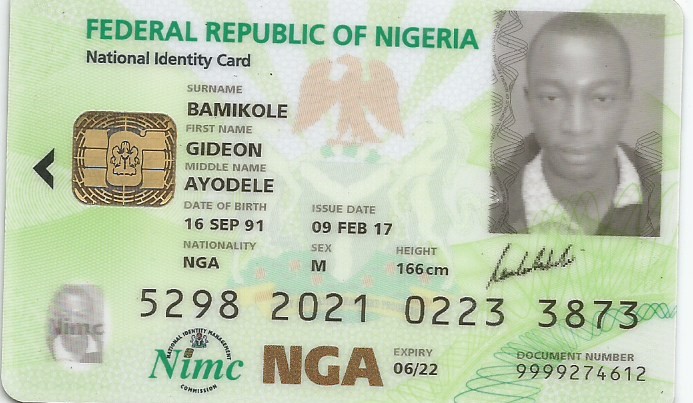 FEDERAL REPUBLIC OF NIGERIA
National Identity Card
SURNAME
BAMIKOLE
FIRST NAME
GIDEON
MIDDLE NAME
AYODELE
DATE OF BIRTH ISSUE DATE
16 SEP 91 09 FEB 17
NATIONALITY SEX HEIGHT
NGA M 166cm
5298 2021 0223 3873
Nimc
NATIONAL IDENTITY MANAGEMENT
Nimc
COMMISSION
NGA
EXPIRY
06/22
DOCUMENT NUMBER
9999274612